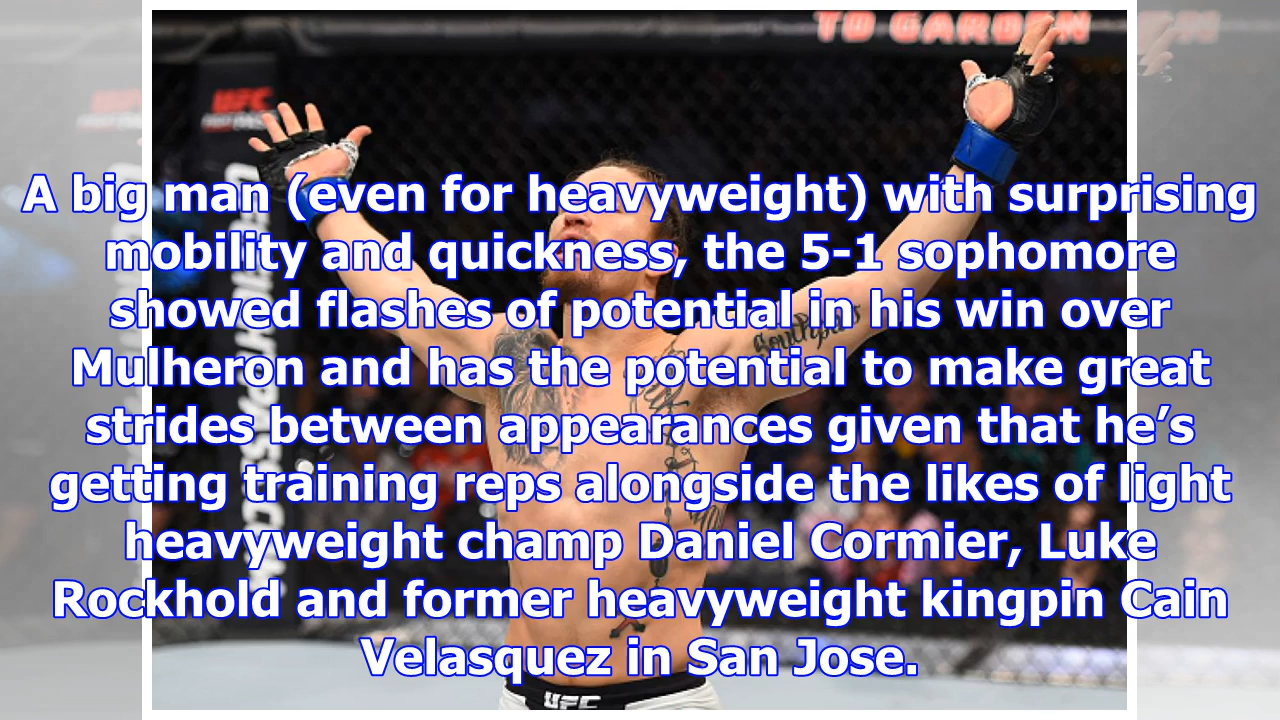 TD GARDEN
UFC
A big man (even for heavyweight) with surprising
mobility and quickness, the 5-1 sophomore
showed flashes of potential in his win over
Mulheron and has the potential to make great
strides between appearances given that he’s
getting training reps alongside the likes of light
heavyweight champ Daniel Cormier, Luke
Rockhold and former heavyweight kingpin Cain
Velasquez in San Jose.
Southpaw
UFC